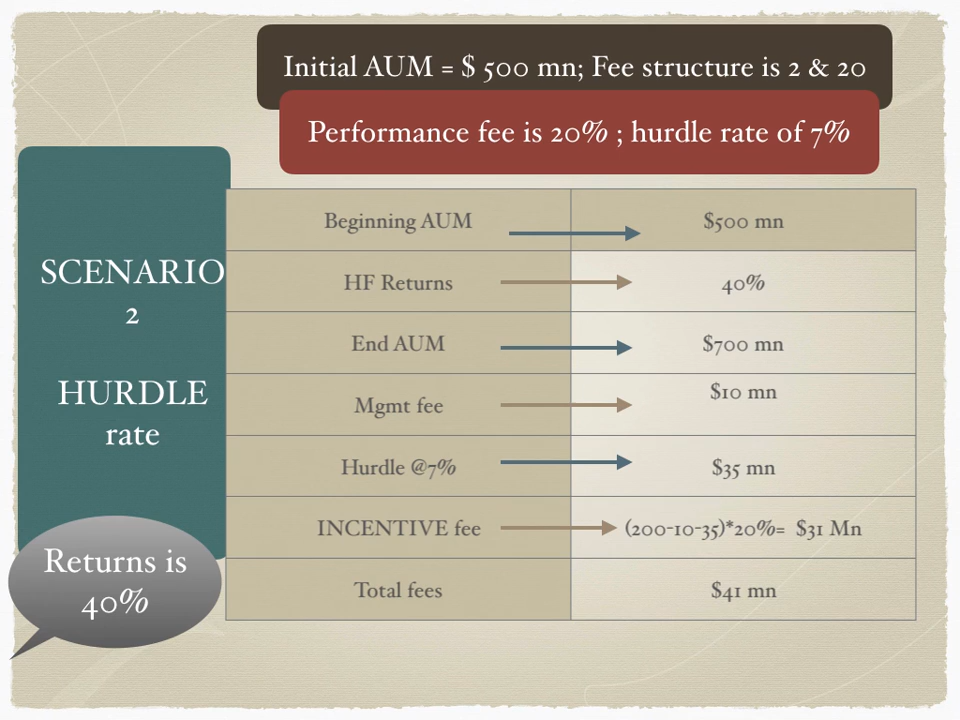 Initial AUM = $ 500 mn; Fee structure is 2 & 20
Performance fee is 20% ; hurdle rate of 7%
SCENARIO
2
HURDLE
rate
Returns is
40%
Beginning AUM $500 mn
HF Returns 40%
End AUM $700 mn
Mgmt fee $10 mn
Hurdle @7% $35 mn
INCENTIVE fee (200-10-35)*20%= $31 Mn
Total fees $41 mn